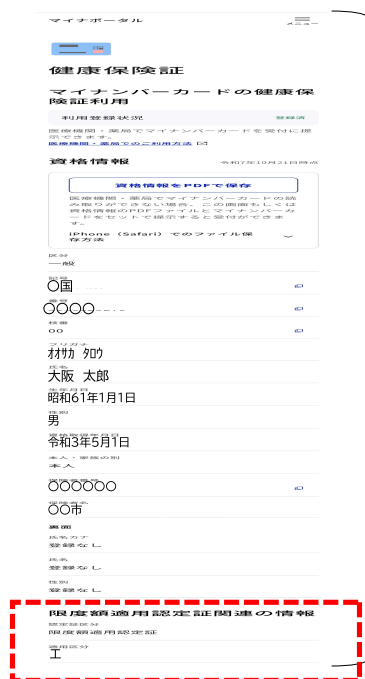 マイナポータル
メニュー
健康保険証
マイナンバーカードの健康保
険証利用
利用登録状況 登録済
医療機関・薬局でマイナンバーカードを受付に提
示できます。
医療機関・薬局でのご利用方法
資格情報 令和7年10月21日時点
資格情報をPDFで保存
医療機関・薬局でマイナンバーカードの読
み取りができない場合、この画面もしくは
資格情報のPDFファイルとマイナンバーカ
ードをセットで提示すると受付ができま
す。
iPhone（Safari）でのファイル保
存方法
区分
一般
記号
〇国
番号
〇〇〇〇
枝番
00
フリガナ
オオサカ タロウ
氏名
大阪 太郎
生年月日
昭和61年1月1日
性別
男
資格取得年月日
令和3年5月1日
本人・家族の別
本人
保険者番号
〇〇〇〇〇〇
保険者名
〇〇市
裏面
氏名カナ
登録なし
氏名
登録なし
性別
登録なし
限度額適用認定証関連の情報
認定証区分
限度額適用認定証
適用区分
エ